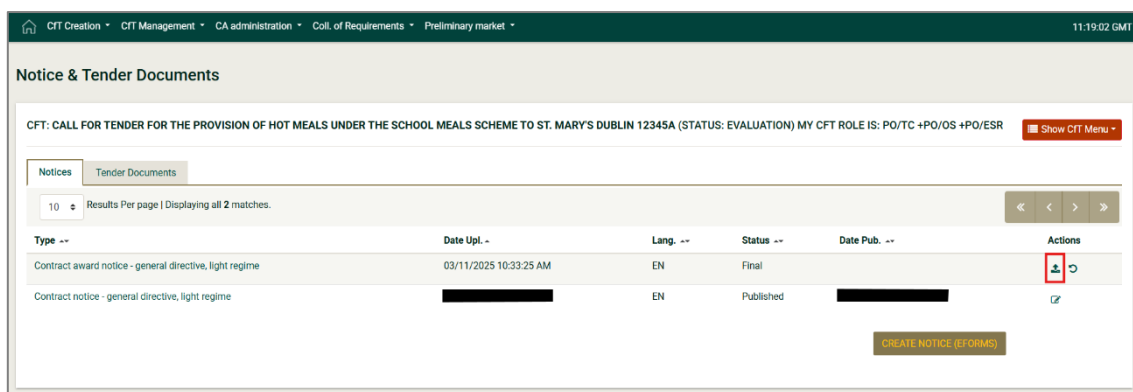 CfT Creation CfT Management CA administration Coll. of Requirements Preliminary market 11:19:02 GMT
Notice & Tender Documents
CFT: CALL FOR TENDER FOR THE PROVISION OF HOT MEALS UNDER THE SCHOOL MEALS SCHEME TO ST. MARY'S DUBLIN 12345A (STATUS: EVALUATION) MY CFT ROLE IS: PO/TC +PO/OS +PO/ESR Show CfT Menu
Notices Tender Documents
10 Results Per page | Displaying all 2 matches. « < > »
Type Date Upl. Lang. Status Date Pub. Actions
Contract award notice - general directive, light regime 03/11/2025 10:33:25 AM EN Final
Contract notice - general directive, light regime EN Published
CREATE NOTICE (EFORMS)